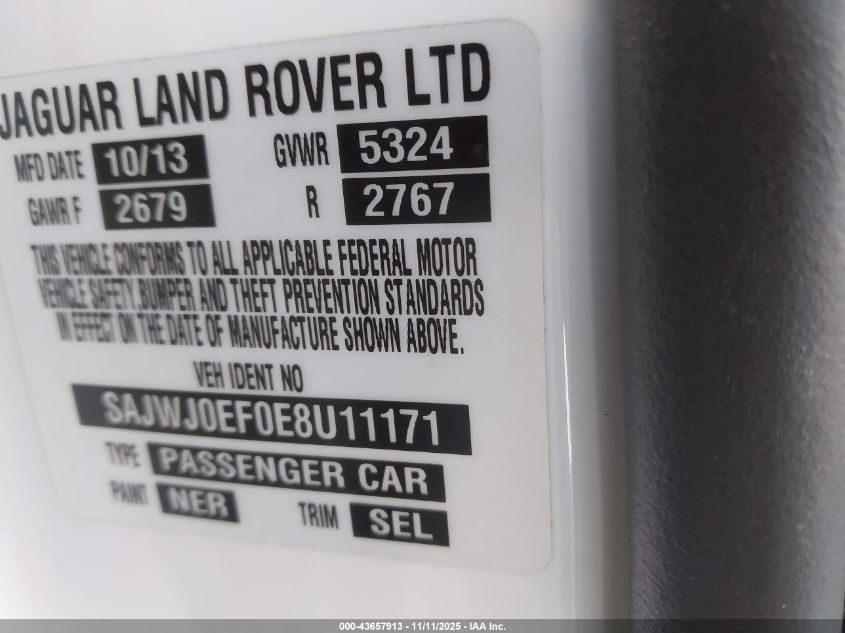 JAGUAR LAND ROVER LTD
MFD DATE 10/13 GVWR 5324
GAWR F 2679 R 2767
THIS VEHICLE CONFORMS TO ALL APPLICABLE FEDERAL MOTOR
VEHICLE SAFETY, BUMPER AND THEFT PREVENTION STANDARDS
IN EFFECT ON THE DATE OF MANUFACTURE SHOWN ABOVE.
VEH IDENT NO
SAJWJ0EF0E8U11171
TYPE PASSENGER CAR
PAINT NER TRIM SEL
000-43657913 - 11/11/2025 - IAA Inc.